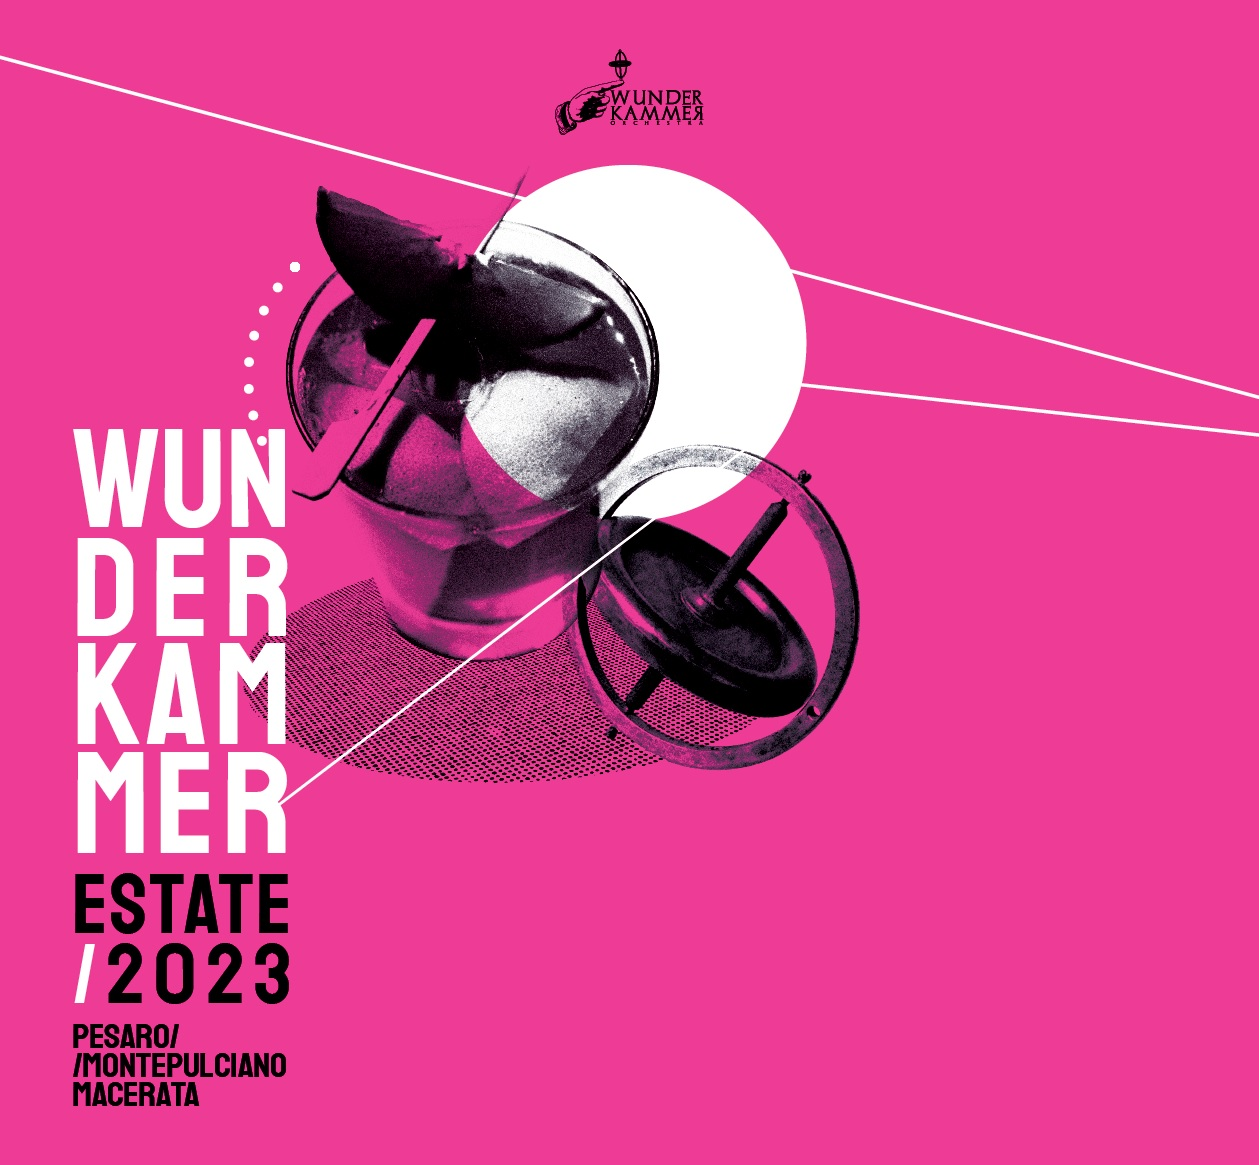 WUNDER
KAMMER
ORCHESTRA
WUN
DER
KAM
MER
ESTATE
/2023
PESARO/
/MONTEPULCIANO
MACERATA